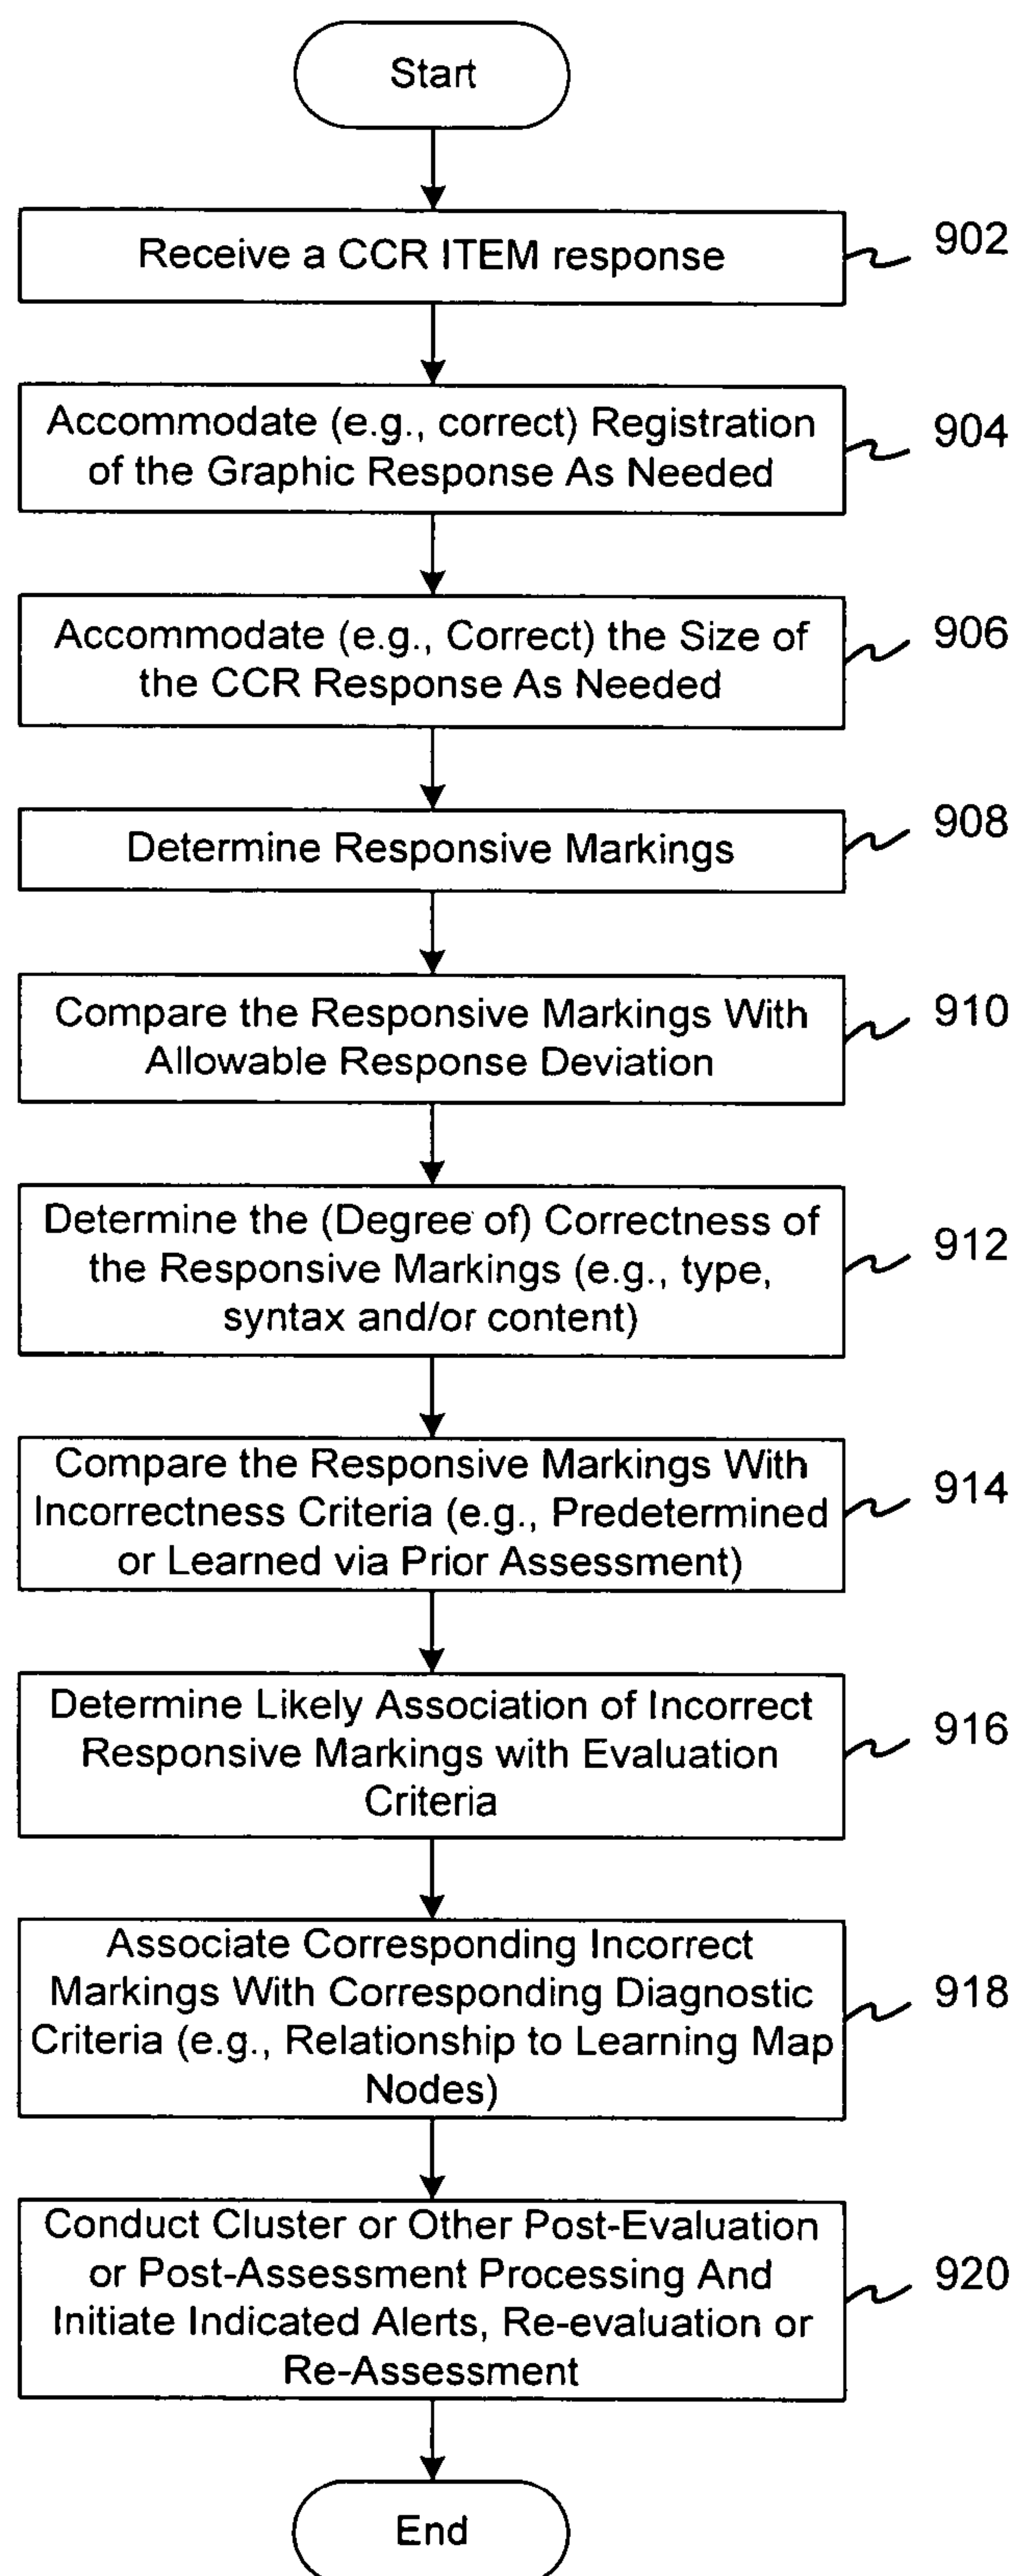 Start
Receive a CCR ITEM response
902
Accommodate (e.g., correct) Registration
of the Graphic Response As Needed
904
Accommodate (e.g., Correct) the Size of
the CCR Response As Needed
906
Determine Responsive Markings
908
Compare the Responsive Markings With
Allowable Response Deviation
910
Determine the (Degree of) Correctness of
the Responsive Markings (e.g., type,
syntax and/or content)
912
Compare the Responsive Markings With
Incorrectness Criteria (e.g., Predetermined
or Learned via Prior Assessment)
914
Determine Likely Association of Incorrect
Responsive Markings with Evaluation
Criteria
916
Associate Corresponding Incorrect
Markings With Corresponding Diagnostic
Criteria (e.g., Relationship to Learning Map
Nodes)
918
Conduct Cluster or Other Post-Evaluation
or Post-Assessment Processing And
Initiate Indicated Alerts, Re-evaluation or
Re-Assessment
920
End